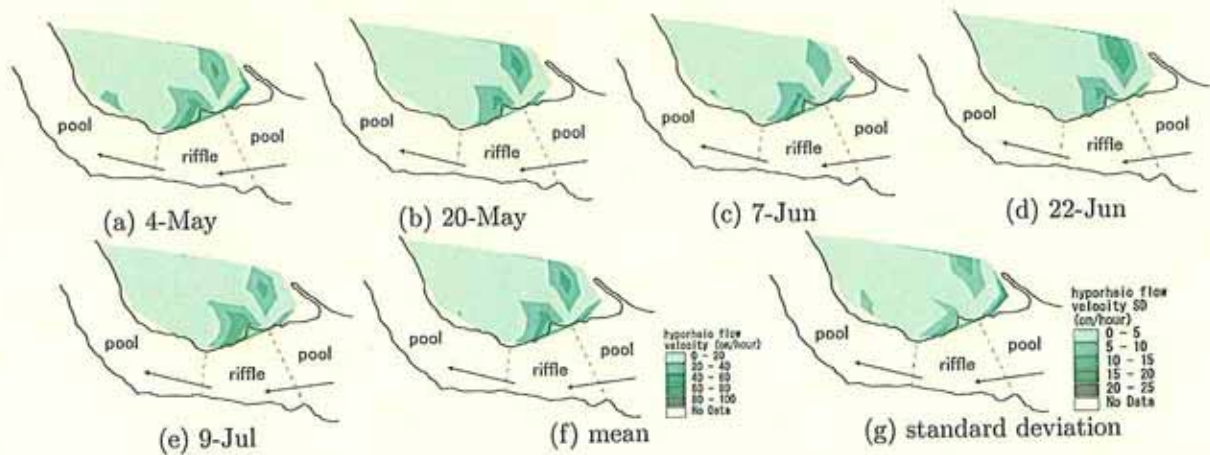 pool
riffle
pool
(a) 4-May
pool
riffle
pool
(b) 20-May
pool
riffle
pool
(c) 7-Jun
pool
riffle
pool
(d) 22-Jun
pool
riffle
pool
(e) 9-Jul
pool
riffle
pool
hyporheic flow
velocity (cm/hour)
0 - 20
20 - 40
40 - 60
60 - 80
80 - 100
No Data
(f) mean
pool
riffle
pool
hyporheic flow
velocity SD
(cm/hour)
0 - 5
5 - 10
10 - 15
15 - 20
20 - 25
No Data
(g) standard deviation